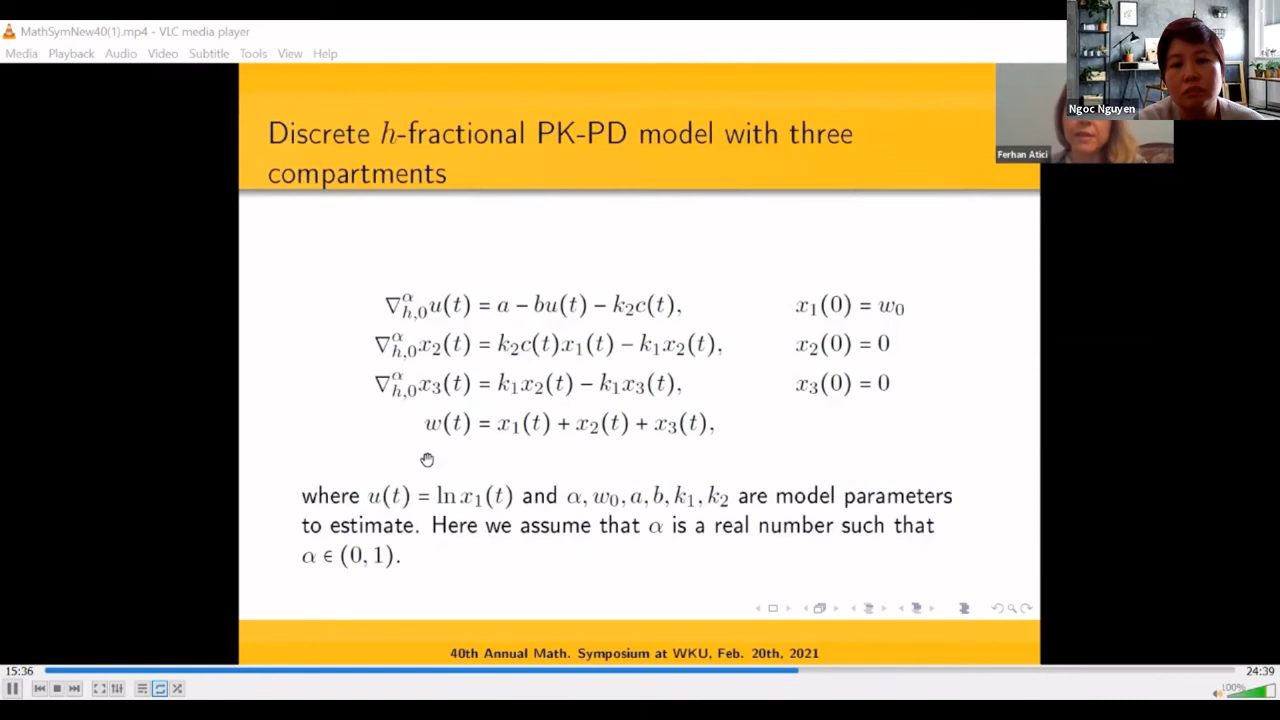 MathSymNew40(1).mp4 - VLC media player
Media Playback Audio Video Subtitle Tools View Help
Ngoc Nguyen
Ferhan Atici
Discrete ℎ-fractional PK-PD model with three
compartments
∇^α_{h,0} u(t) = a − bu(t) − k₂c(t), x₁(0) = w₀
∇^α_{h,0} x₂(t) = k₂c(t)x₁(t) − k₁x₂(t), x₂(0) = 0
∇^α_{h,0} x₃(t) = k₁x₂(t) − k₁x₃(t), x₃(0) = 0
w(t) = x₁(t) + x₂(t) + x₃(t),
where u(t) = ln x₁(t) and α, w₀, a, b, k₁, k₂ are model parameters
to estimate. Here we assume that α is a real number such that
α ∈ (0, 1).
40th Annual Math. Symposium at WKU, Feb. 20th, 2021
15:36 24:39
100%